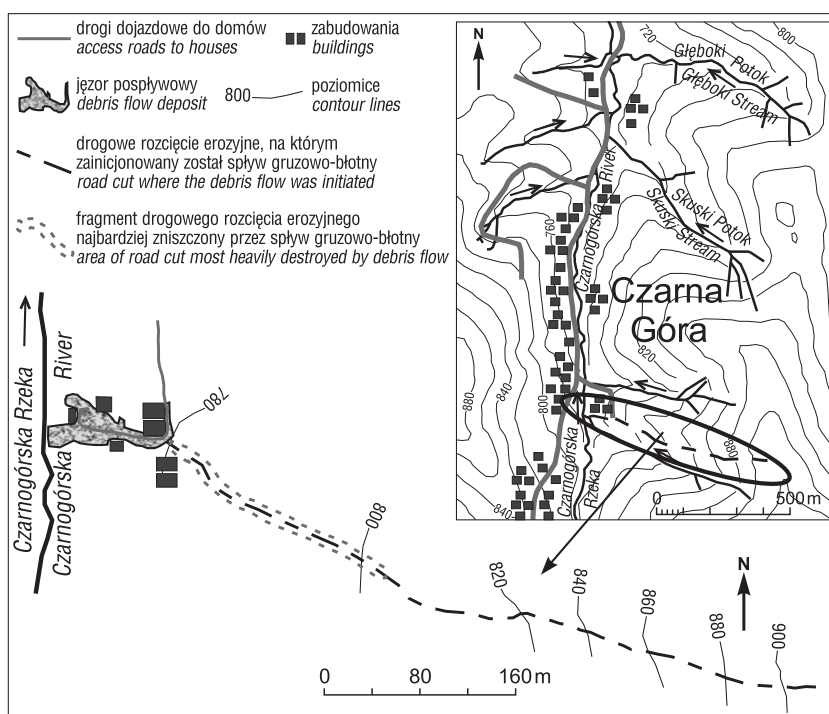 drogi dojazdowe do domów
access roads to houses
zabudowania
buildings
jęzor pospływowy
debris flow deposit
800
poziomice
contour lines
drogowe rozcięcie erozyjne, na którym
zainicjonowany został spływ gruzowo-błotny
road cut where the debris flow was initiated
fragment drogowego rozcięcia erozyjnego
najbardziej zniszczony przez spływ gruzowo-błotny
area of road cut most heavily destroyed by debris flow
N
720
800
Głęboki Potok
Głęboki Stream
Czarnogórska River
Skuski Potok
Skuski Stream
760
Czarna
Góra
820
840
880
800
880
840
Czarnogórska Rzeka
0 500 m
Czarnogórska Rzeka
Czarnogórska River
780
800
820
840
860
880
900
N
0 80 160 m